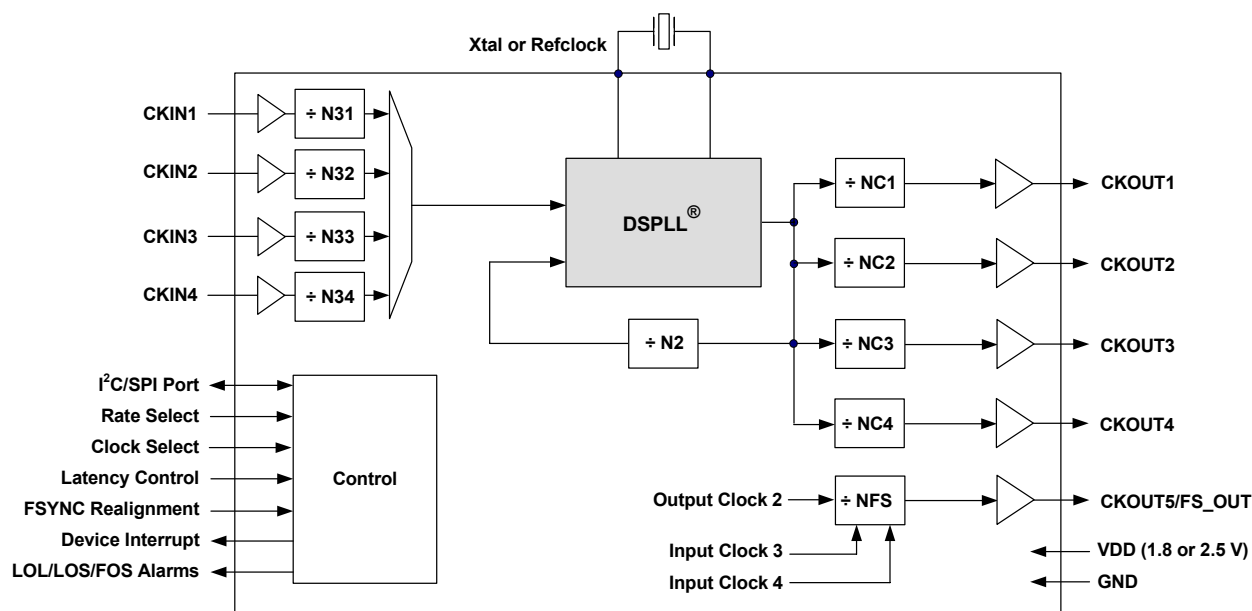 Xtal or Refclock
CKIN1
÷ N31
CKIN2
÷ N32
CKIN3
÷ N33
CKIN4
÷ N34
DSPLL®
÷ NC1
CKOUT1
÷ NC2
CKOUT2
÷ N2
÷ NC3
CKOUT3
÷ NC4
CKOUT4
I²C/SPI Port
Rate Select
Clock Select
Latency Control
FSYNC Realignment
Device Interrupt
LOL/LOS/FOS Alarms
Control
Output Clock 2
÷ NFS
CKOUT5/FS_OUT
Input Clock 3
Input Clock 4
VDD (1.8 or 2.5 V)
GND